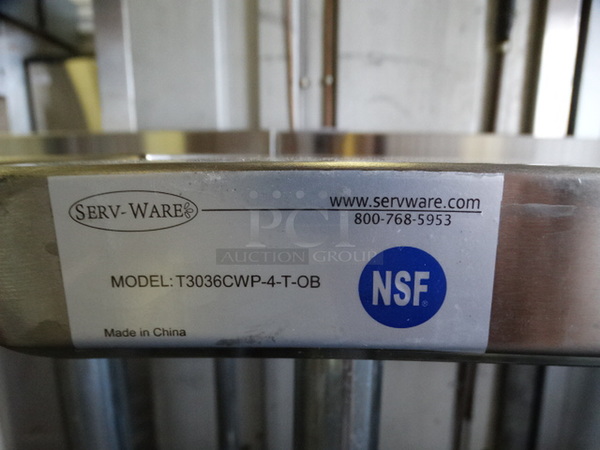 SERV-WARE
www.servware.com
800-768-5953
PCI
AUCTION GROUP
MODEL: T3036CWP-4-T-OB
NSF®
Made in China